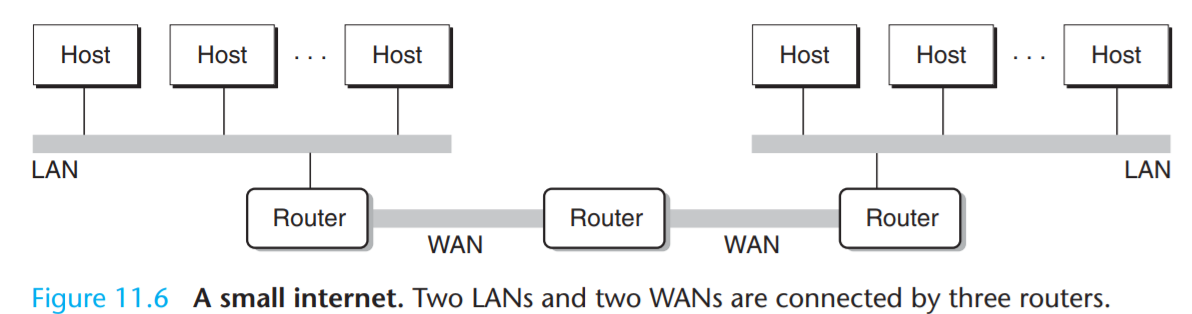 Host Host . . . Host Host Host . . . Host
LAN LAN
Router Router Router
WAN WAN
Figure 11.6 A small internet. Two LANs and two WANs are connected by three routers.